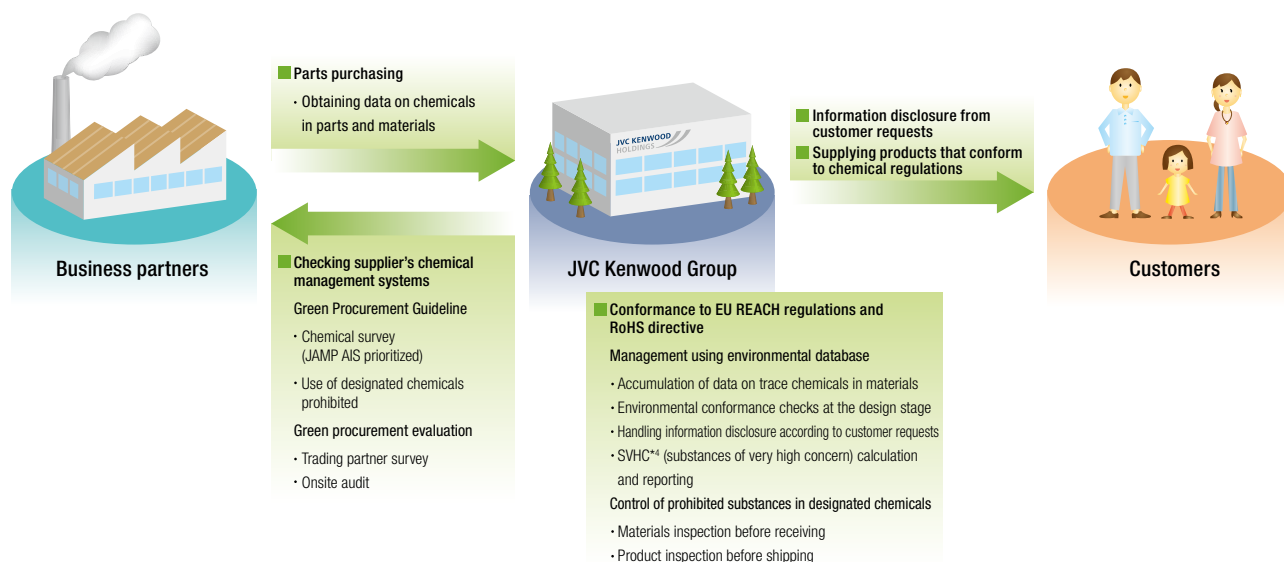 ■ Parts purchasing
・Obtaining data on chemicals
in parts and materials
JVC KENWOOD
HOLDINGS
■ Information disclosure from
customer requests
■ Supplying products that conform
to chemical regulations
Business partners
JVC Kenwood Group
Customers
■ Checking supplier's chemical
management systems
Green Procurement Guideline
・Chemical survey
(JAMP AIS prioritized)
・Use of designated chemicals
prohibited
Green procurement evaluation
・Trading partner survey
・Onsite audit
■ Conformance to EU REACH regulations and
RoHS directive
Management using environmental database
・Accumulation of data on trace chemicals in materials
・Environmental conformance checks at the design stage
・Handling information disclosure according to customer requests
・SVHC*4 (substances of very high concern) calculation
and reporting
Control of prohibited substances in designated chemicals
・Materials inspection before receiving
・Product inspection before shipping